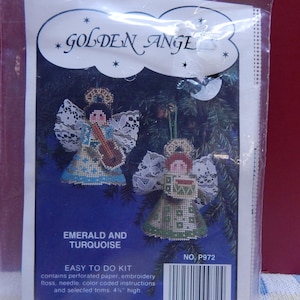 GOLDEN ANGELS
EMERALD AND
TURQUOISE
NO. P972
EASY TO DO KIT
contains perforated paper, embroidery
floss, needle, color coded instructions
and selected trims. 4¼" high.